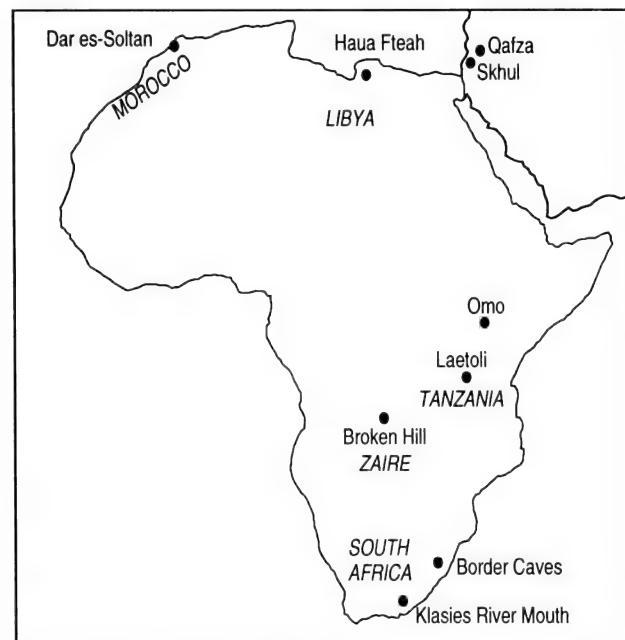 Dar es-Soltan
Haua Fteah
Qafza
Skhul
MOROCCO
LIBYA
Omo
Laetoli
TANZANIA
Broken Hill
ZAIRE
SOUTH
AFRICA
Border Caves
Klasies River Mouth